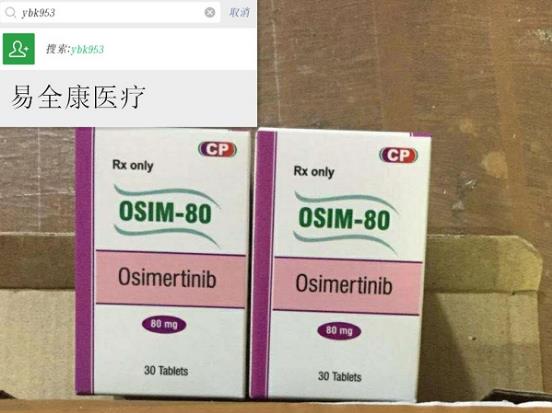 ybk953
取消
搜索:ybk953
易全康医疗
CP
Rx only
OSIM-80
Osimertinib
80 mg
30 Tablets
CP
Rx only
OSIM-80
Osimertinib
80 mg
30 Tablets